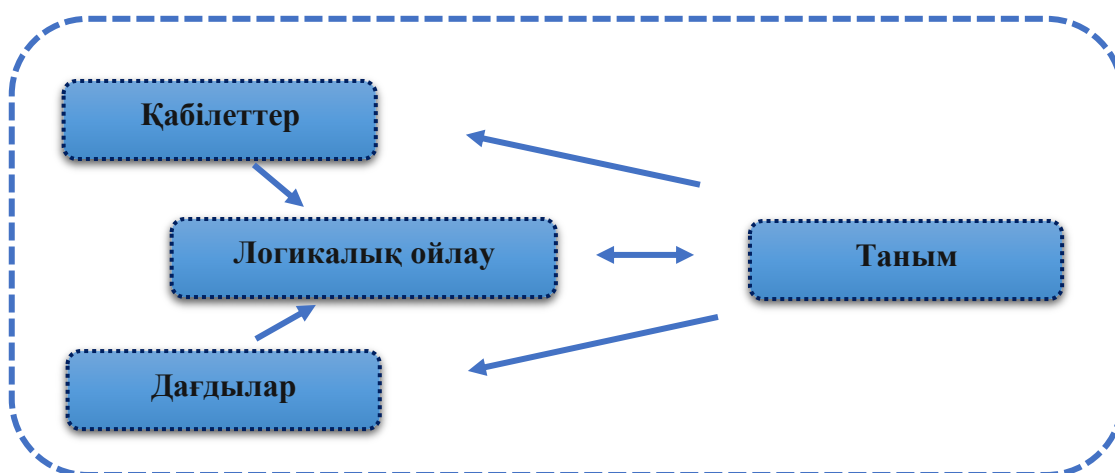 Қабілеттер
Логикалық ойлау
Таным
Дағдылар